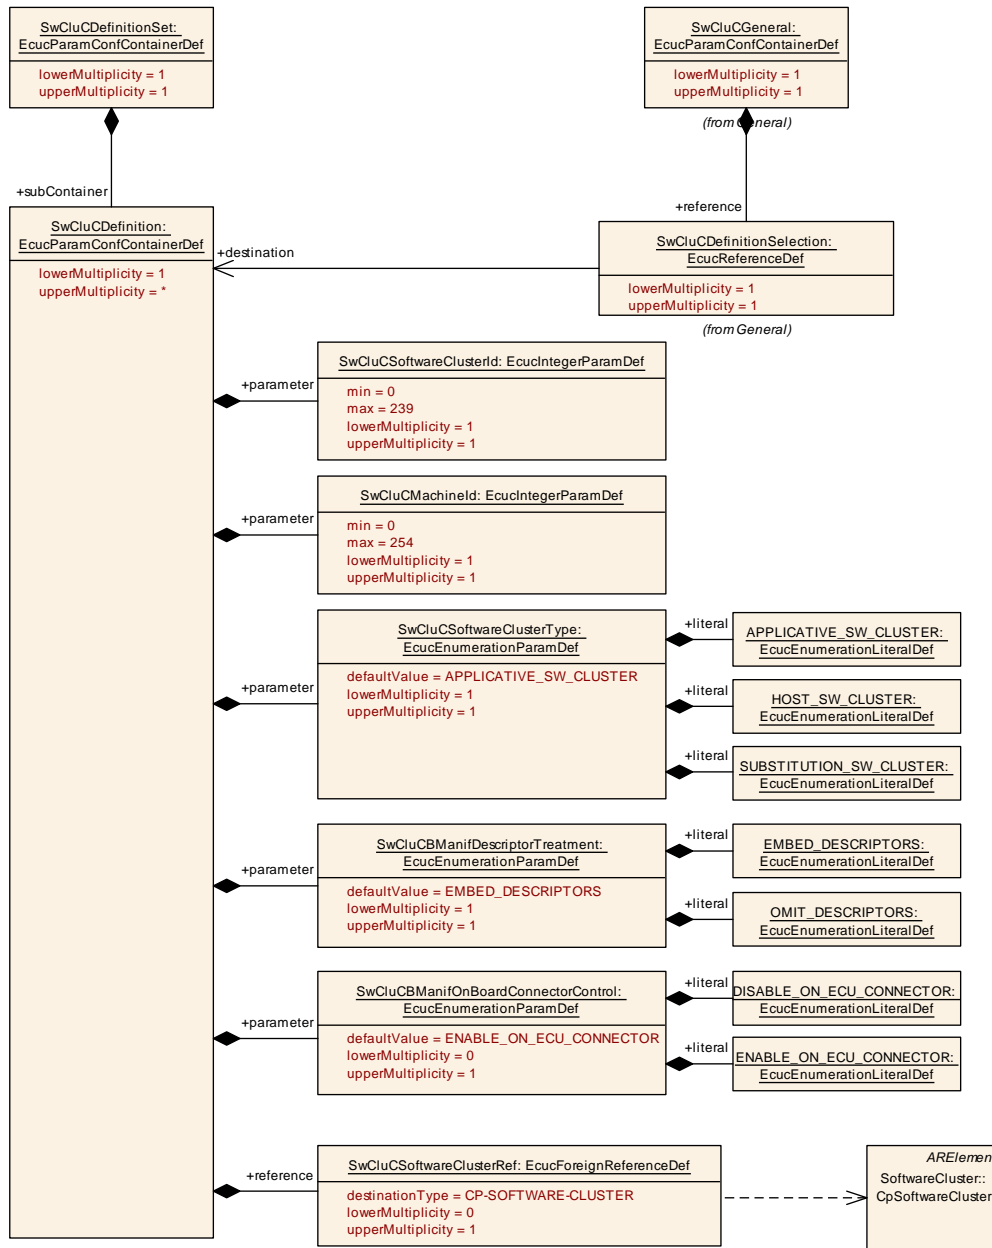 SwCluCDefinitionSet:
EcucParamConfContainerDef
lowerMultiplicity = 1
upperMultiplicity = 1
SwCluCGeneral:
EcucParamConfContainerDef
lowerMultiplicity = 1
upperMultiplicity = 1
(from General)
+subContainer
+reference
SwCluCDefinition:
EcucParamConfContainerDef
lowerMultiplicity = 1
upperMultiplicity = *
+destination
SwCluCDefinitionSelection:
EcucReferenceDef
lowerMultiplicity = 1
upperMultiplicity = 1
(from General)
+parameter
SwCluCSoftwareClusterId: EcucIntegerParamDef
min = 0
max = 239
lowerMultiplicity = 1
upperMultiplicity = 1
+parameter
SwCluCMachineId: EcucIntegerParamDef
min = 0
max = 254
lowerMultiplicity = 1
upperMultiplicity = 1
+parameter
SwCluCSoftwareClusterType:
EcucEnumerationParamDef
defaultValue = APPLICATIVE_SW_CLUSTER
lowerMultiplicity = 1
upperMultiplicity = 1
+literal
APPLICATIVE_SW_CLUSTER:
EcucEnumerationLiteralDef
+literal
HOST_SW_CLUSTER:
EcucEnumerationLiteralDef
+literal
SUBSTITUTION_SW_CLUSTER:
EcucEnumerationLiteralDef
+parameter
SwCluCBManifDescriptorTreatment:
EcucEnumerationParamDef
defaultValue = EMBED_DESCRIPTORS
lowerMultiplicity = 1
upperMultiplicity = 1
+literal
EMBED_DESCRIPTORS:
EcucEnumerationLiteralDef
+literal
OMIT_DESCRIPTORS:
EcucEnumerationLiteralDef
+parameter
SwCluCBManifOnBoardConnectorControl:
EcucEnumerationParamDef
defaultValue = ENABLE_ON_ECU_CONNECTOR
lowerMultiplicity = 0
upperMultiplicity = 1
+literal
DISABLE_ON_ECU_CONNECTOR:
EcucEnumerationLiteralDef
+literal
ENABLE_ON_ECU_CONNECTOR:
EcucEnumerationLiteralDef
+reference
SwCluCSoftwareClusterRef: EcucForeignReferenceDef
destinationType = CP-SOFTWARE-CLUSTER
lowerMultiplicity = 0
upperMultiplicity = 1
ARElemen
SoftwareCluster::
CpSoftwareCluster